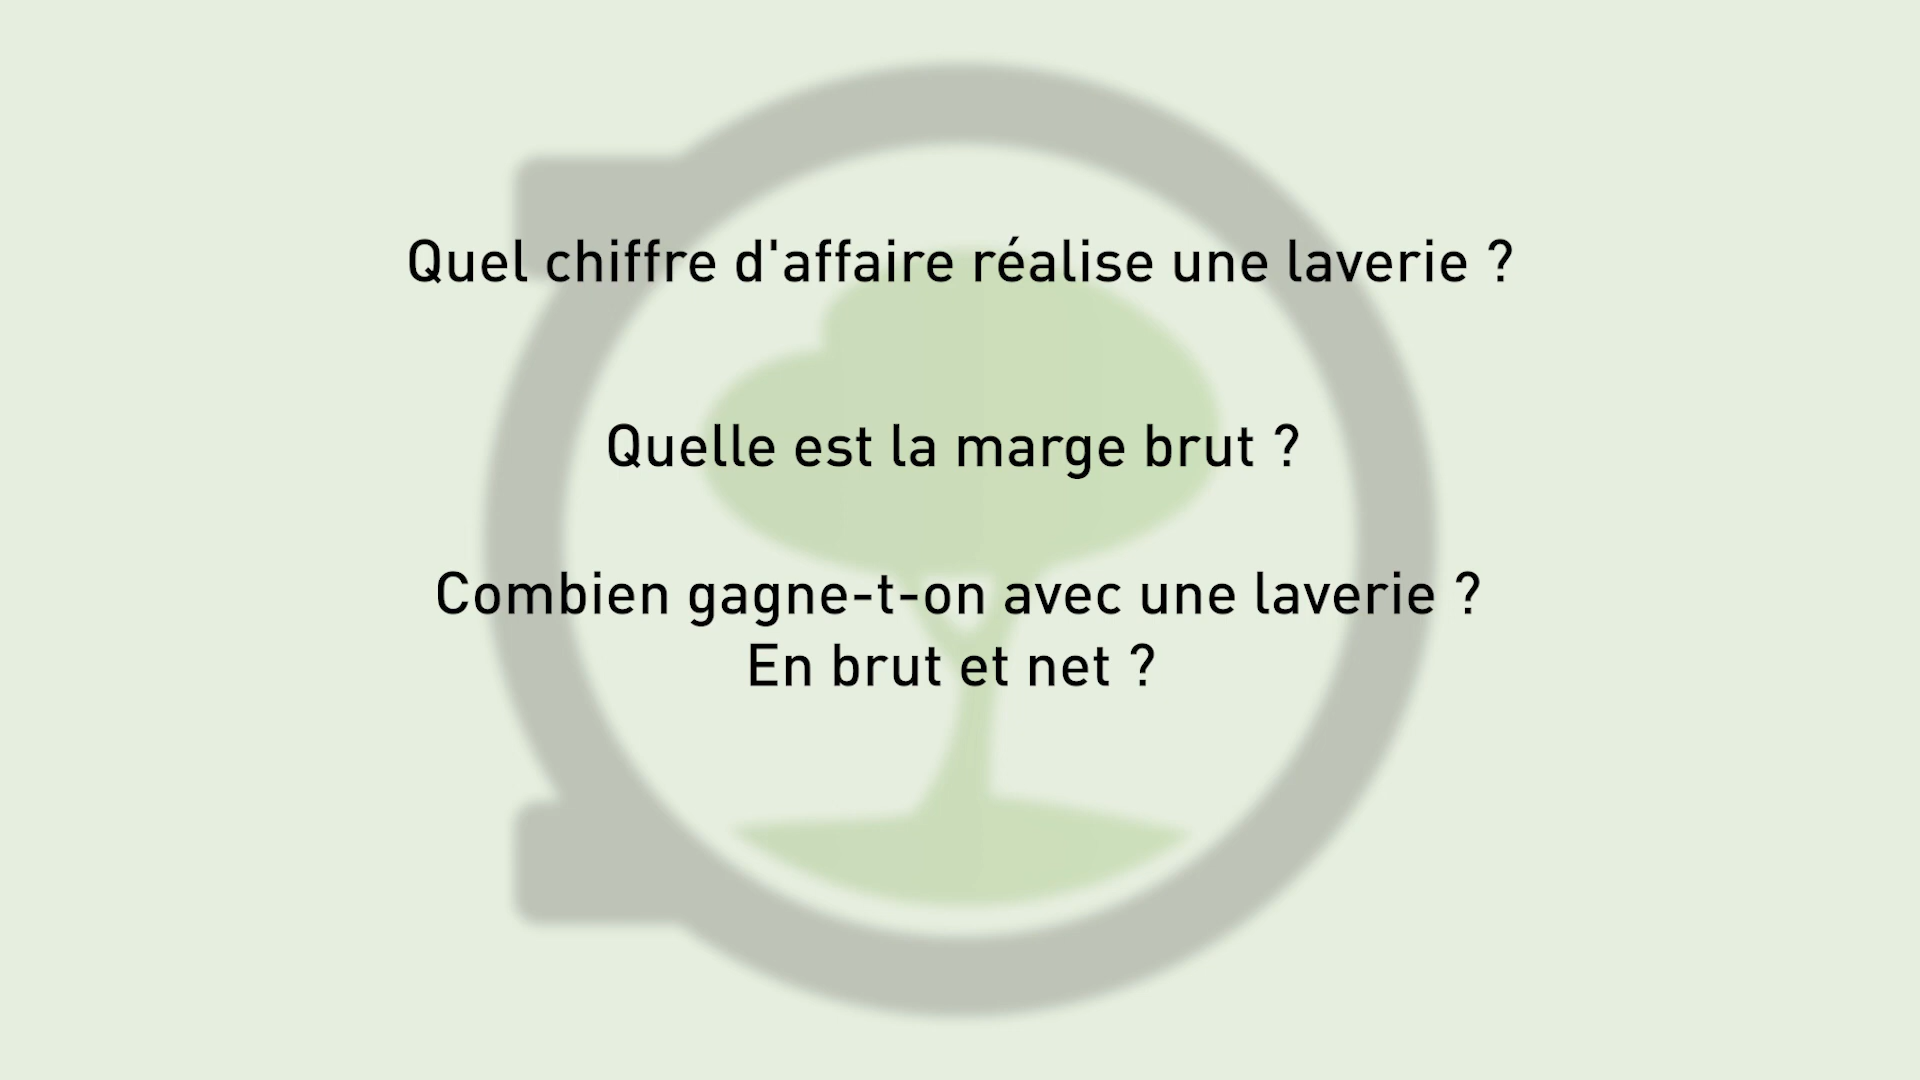 Quel chiffre d'affaire réalise une laverie ?
Quelle est la marge brut ?
Combien gagne-t-on avec une laverie ?
En brut et net ?